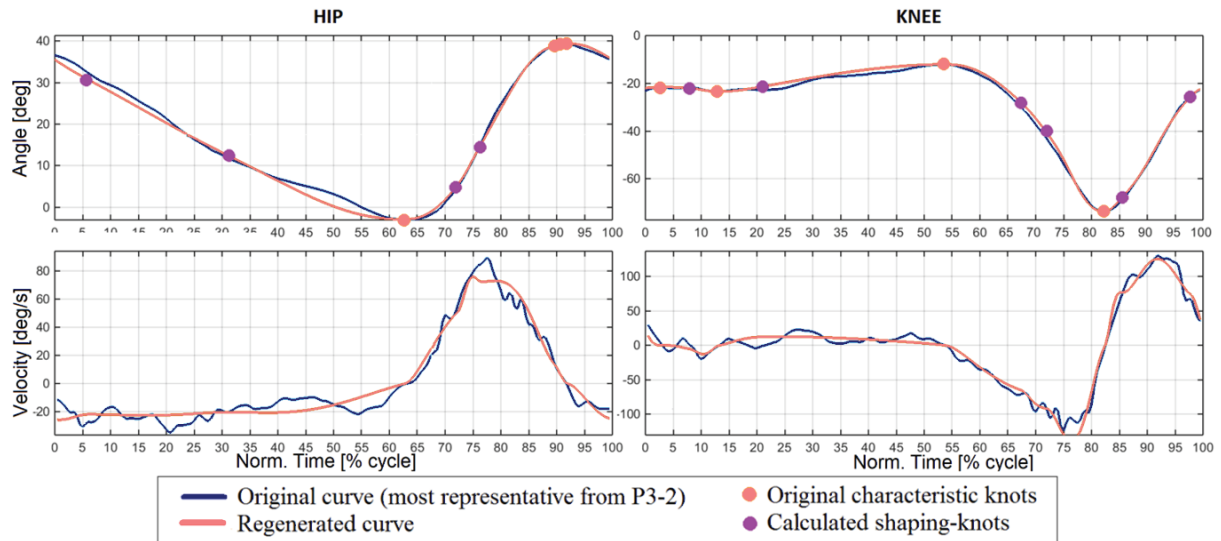 HIP
KNEE
Angle [deg]
40
30
20
10
0
0 5 10 15 20 25 30 35 40 45 50 55 60 65 70 75 80 85 90 95 100
0
-20
-40
-60
0 5 10 15 20 25 30 35 40 45 50 55 60 65 70 75 80 85 90 95 100
Velocity [deg/s]
80
60
40
20
0
-20
0 5 10 15 20 25 30 35 40 45 50 55 60 65 70 75 80 85 90 95 100
Norm. Time [% cycle]
100
50
0
-50
-100
0 5 10 15 20 25 30 35 40 45 50 55 60 65 70 75 80 85 90 95 100
Norm. Time [% cycle]
Original curve (most representative from P3-2)
Original characteristic knots
Regenerated curve
Calculated shaping-knots